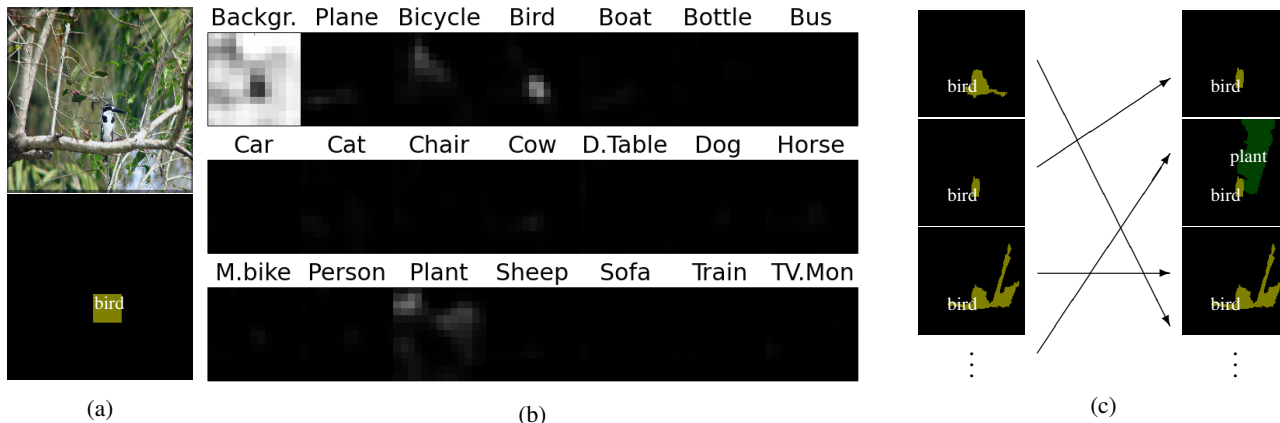 Backgr. Plane Bicycle Bird Boat Bottle Bus
Car Cat Chair Cow D.Table Dog Horse
M.bike Person Plant Sheep Sofa Train TV.Mon
bird
(a)
(b)
bird
bird
bird
bird
plant
bird
bird
(c)